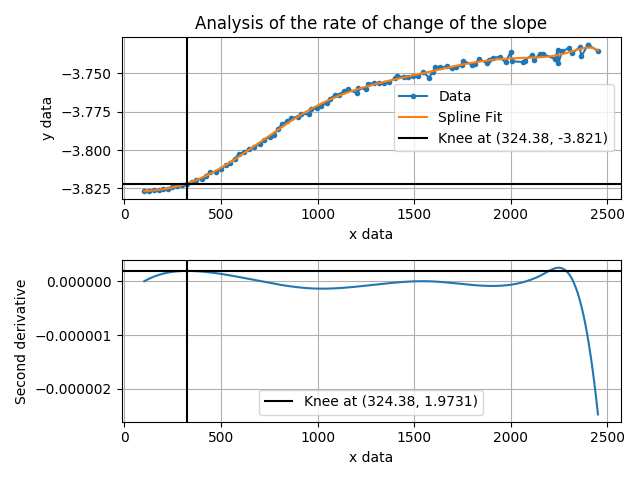 Analysis of the rate of change of the slope
−3.750
−3.775
−3.800
−3.825
y data
Data
Spline Fit
Knee at (324.38, -3.821)
0 500 1000 1500 2000 2500
x data
0.000000
−0.000001
−0.000002
Second derivative
Knee at (324.38, 1.9731)
0 500 1000 1500 2000 2500
x data